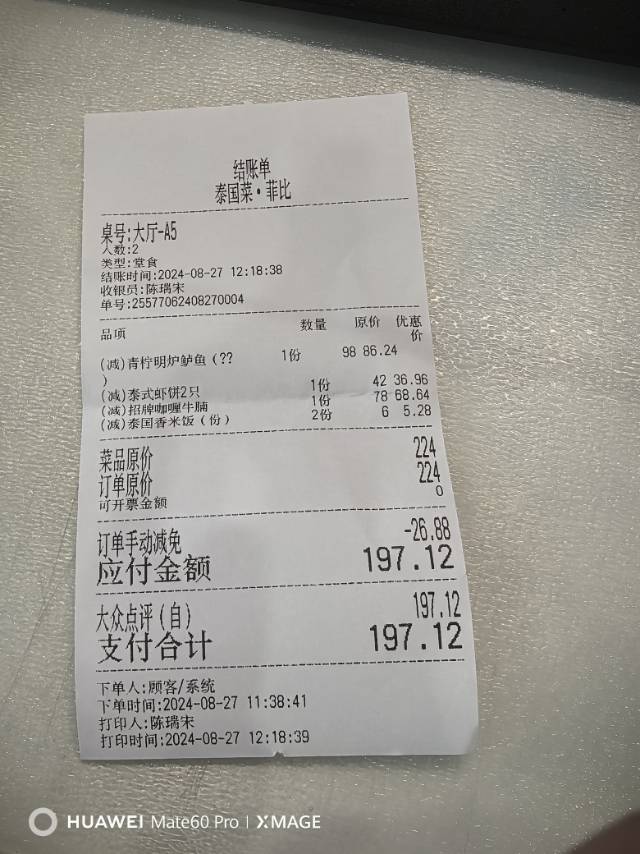 结账单
泰国菜·菲比
桌号:大厅-A5
人数:2
类型:堂食
结账时间:2024-08-27 12:18:38
收银员:陈瑞宋
单号:25577062408270004
品项 数量 原价 优惠价
(减)青柠明炉鲈鱼(?? 1份 98 86.24
)
(减)泰式虾饼2只 1份 42 36.96
(减)招牌咖喱牛腩 1份 78 68.64
(减)泰国香米饭(份) 2份 6 5.28
菜品原价 224
订单原价 224
可开票金额 0
订单手动减免 -26.88
应付金额 197.12
大众点评(自) 197.12
支付合计 197.12
下单人:顾客/系统
下单时间:2024-08-27 11:38:41
打印人:陈瑞宋
打印时间:2024-08-27 12:18:39
HUAWEI Mate60 Pro | XMAGE